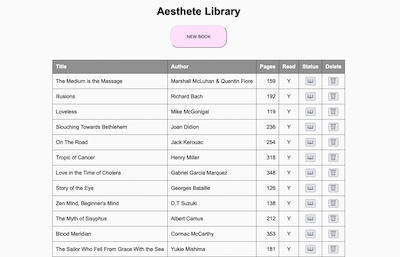 Aesthete Library
NEW BOOK
Title Author Pages Read Status Delete
The Medium is the Massage Marshall McLuhan & Quentin Fiore 159 Y
Illusions Richard Bach 192 Y
Loveless Mike McGonigal 119 Y
Slouching Towards Bethlehem Joan Didion 236 Y
On The Road Jack Kerouac 254 Y
Tropic of Cancer Henry Miller 318 Y
Love in the Time of Cholera Gabriel Garcia Marquez 348 Y
Story of the Eye Georges Bataille 126 Y
Zen Mind, Beginner's Mind D.T Suzuki 138 Y
The Myth of Sisyphus Albert Camus 212 Y
Blood Meridian Cormac McCarthy 353 Y
The Sailor Who Fell From Grace With the Sea Yukio Mishima 181 Y